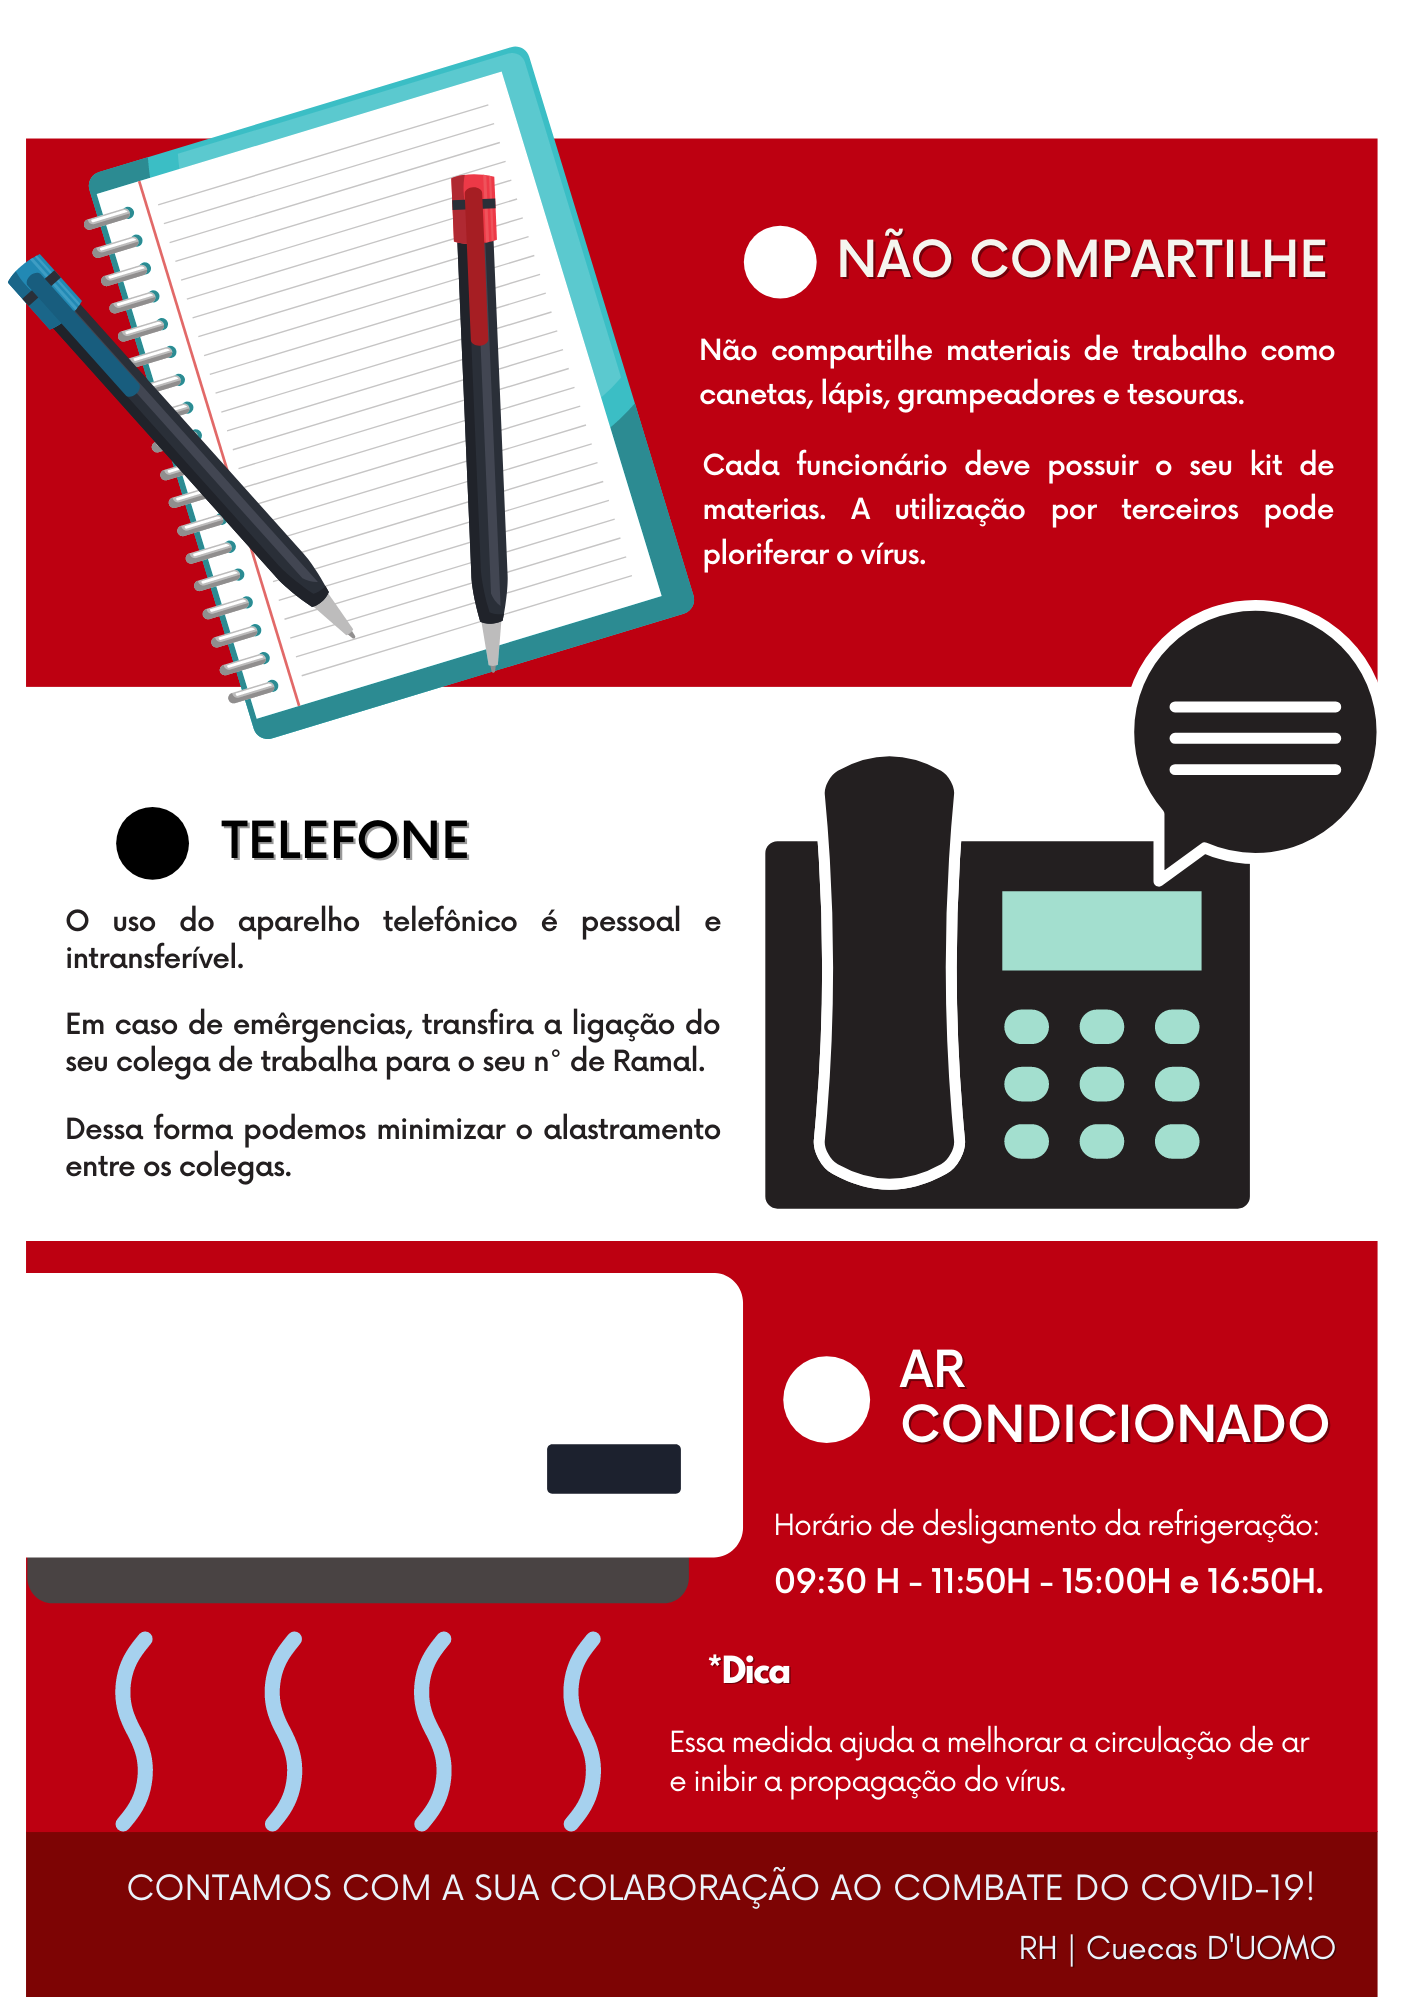 NÃO COMPARTILHE
Não compartilhe materiais de trabalho como
canetas, lápis, grampeadores e tesouras.
Cada funcionário deve possuir o seu kit de
materias. A utilização por terceiros pode
ploriferar o vírus.
TELEFONE
O uso do aparelho telefônico é pessoal e
intransferível.
Em caso de emêrgencias, transfira a ligação do
seu colega de trabalha para o seu n° de Ramal.
Dessa forma podemos minimizar o alastramento
entre os colegas.
AR
CONDICIONADO
Horário de desligamento da refrigeração:
09:30 H - 11:50H - 15:00H e 16:50H.
*Dica
Essa medida ajuda a melhorar a circulação de ar
e inibir a propagação do vírus.
CONTAMOS COM A SUA COLABORAÇÃO AO COMBATE DO COVID-19!
RH | Cuecas D'UOMO